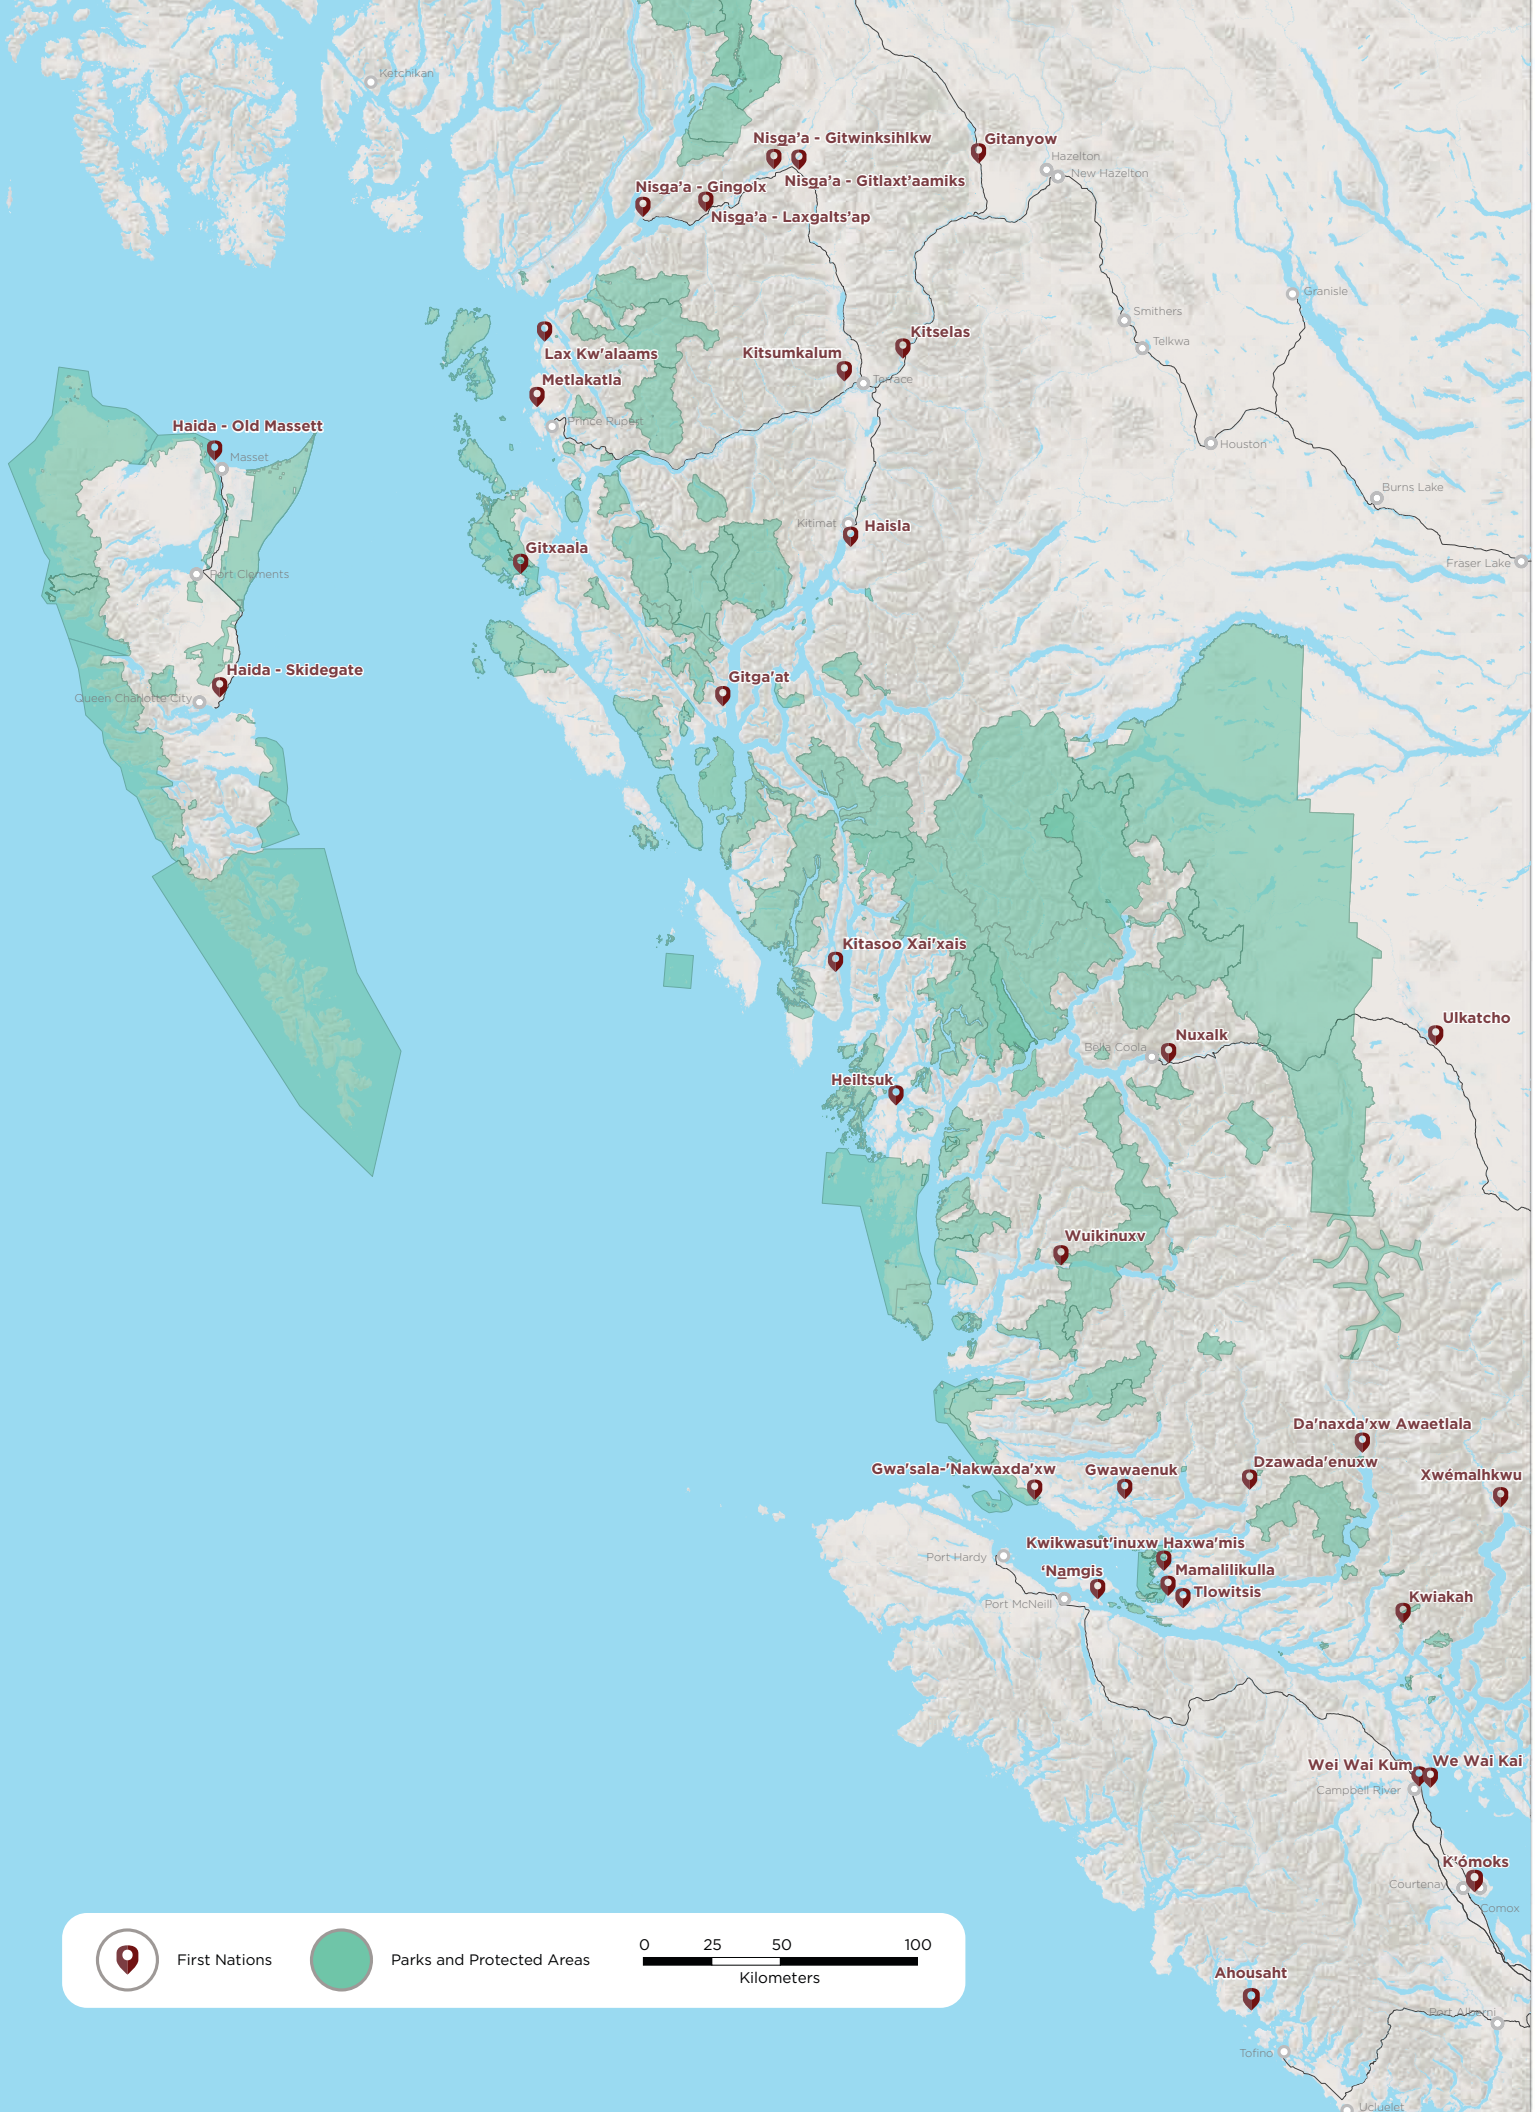 Ketchikan
Nisga'a - Gitwinksihlkw
Gitanyow
Hazelton
New Hazelton
Nisga'a - Gitlaxt'aamiks
Nisga'a - Gingolx
Nisga'a - Laxgalts'ap
Granisle
Smithers
Telkwa
Lax Kw'alaams
Kitselas
Kitsumkalum
Terrace
Metlakatla
Prince Rupert
Haida - Old Massett
Masset
Houston
Burns Lake
Kitimat
Haisla
Gitxaala
Fraser Lake
Port Clements
Haida - Skidegate
Queen Charlotte City
Gitga'at
Kitasoo Xai'xais
Ulkatcho
Nuxalk
Bella Coola
Heiltsuk
Wuikinuxv
Da'naxda'xw Awaetlala
Dzawada'enuxw
Gwa'sala-'Nakwaxda'xw
Gwawaenuk
Xwémalhkwu
Kwikwasut'inuxw Haxwa'mis
Port Hardy
Mamalilikulla
‘Na̱mgis
Tlowitsis
Port McNeill
Kwiakah
Wei Wai Kum
We Wai Kai
Campbell River
K'ómoks
Courtenay
Comox
Ahousaht
Port Alberni
Tofino
Ucluelet
First Nations
Parks and Protected Areas
0 25 50 100
Kilometers